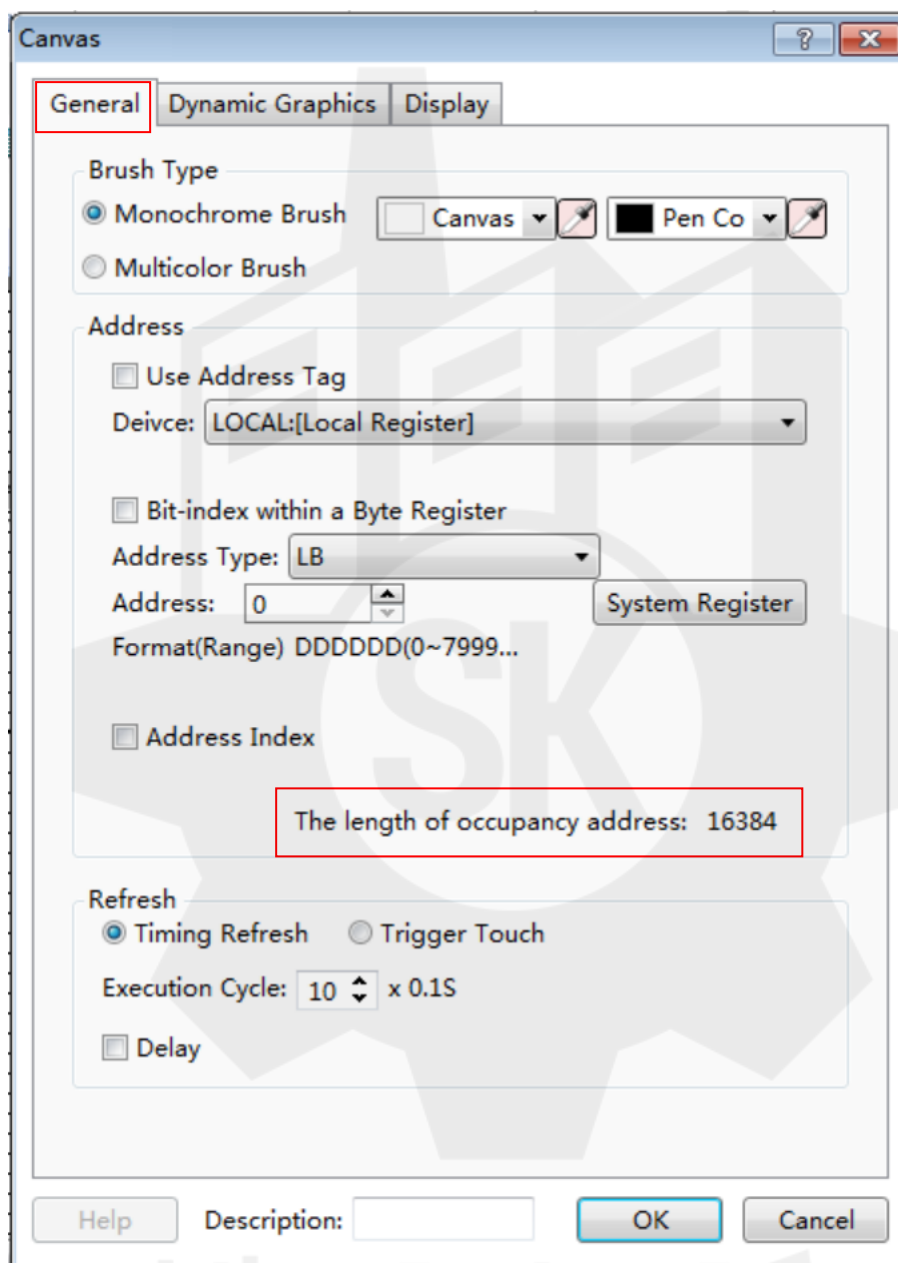 Canvas
General Dynamic Graphics Display
Brush Type
Monochrome Brush Canvas Pen Co
Multicolor Brush
Address
Use Address Tag
Deivce: LOCAL:[Local Register]
Bit-index within a Byte Register
Address Type: LB
Address: 0 System Register
Format(Range) DDDDDD(0~7999...
Address Index
The length of occupancy address: 16384
Refresh
Timing Refresh Trigger Touch
Execution Cycle: 10 x 0.1S
Delay
Help Description: OK Cancel
SK